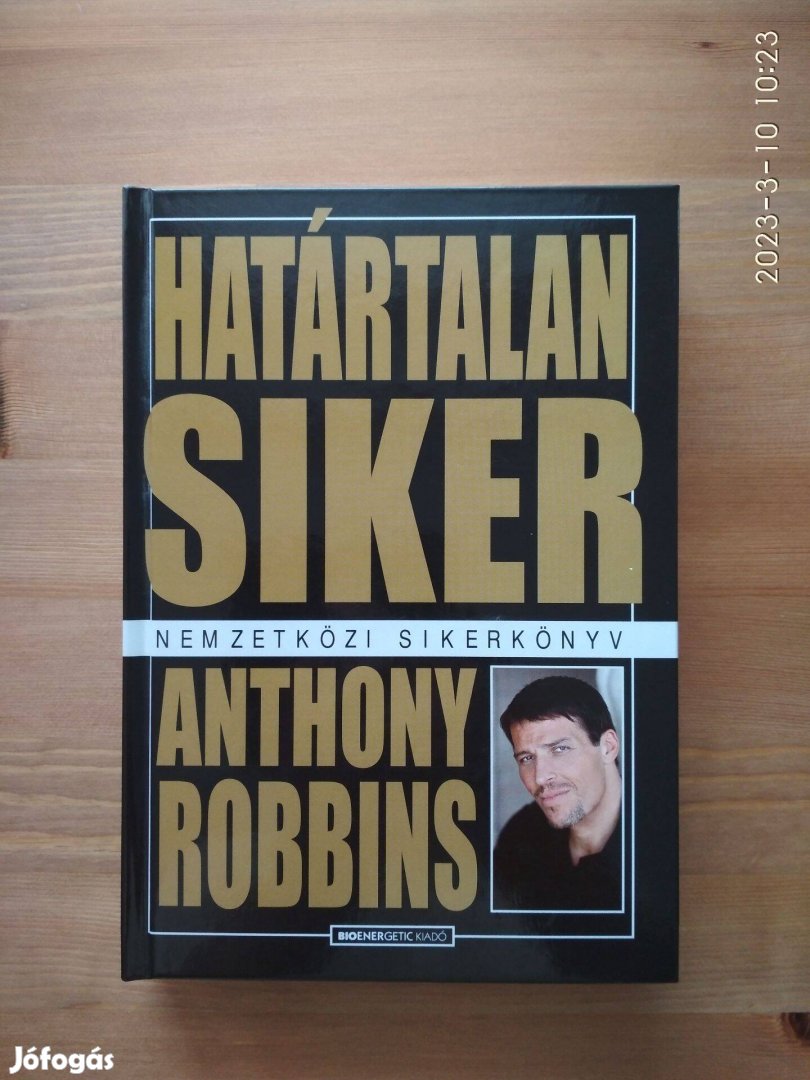 2023-3-10 10:23
HATÁRTALAN
SIKER
NEMZETKÖZI SIKERKÖNYV
ANTHONY
ROBBINS
BIOENERGETIC KIADÓ
Jófogás